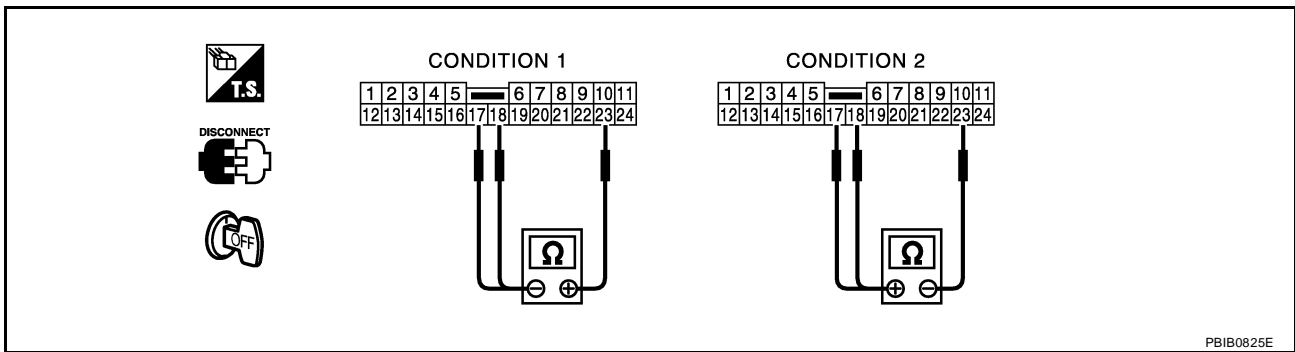 T.S.
DISCONNECT
OFF
CONDITION 1
1 2 3 4 5 6 7 8 9 10 11
12 13 14 15 16 17 18 19 20 21 22 23 24
Ω
− +
CONDITION 2
1 2 3 4 5 6 7 8 9 10 11
12 13 14 15 16 17 18 19 20 21 22 23 24
Ω
+ −
PBIB0825E